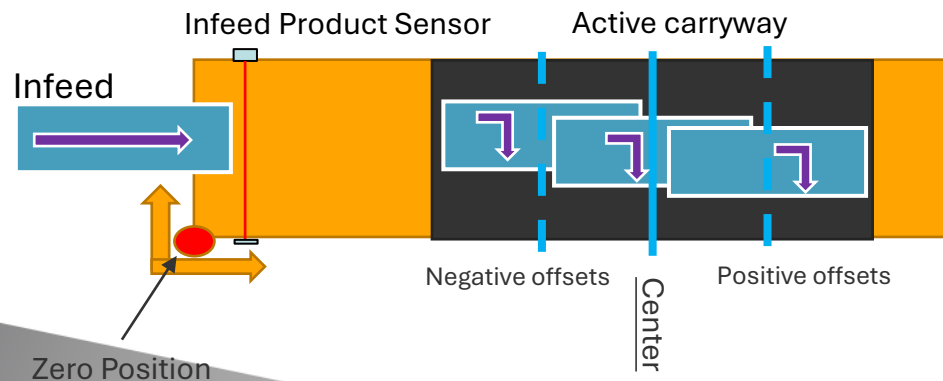 Infeed Product Sensor
Active carryway
Infeed
Negative offsets
Center
Positive offsets
Zero Position